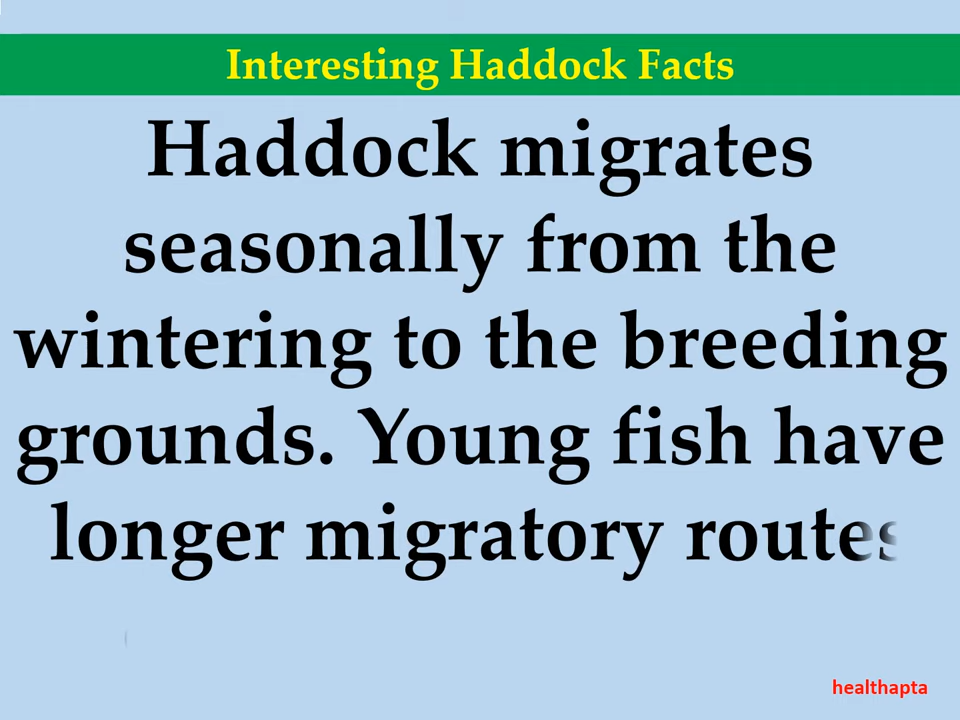 Interesting Haddock Facts
Haddock migrates
seasonally from the
wintering to the breeding
grounds. Young fish have
longer migratory routes
healthapta